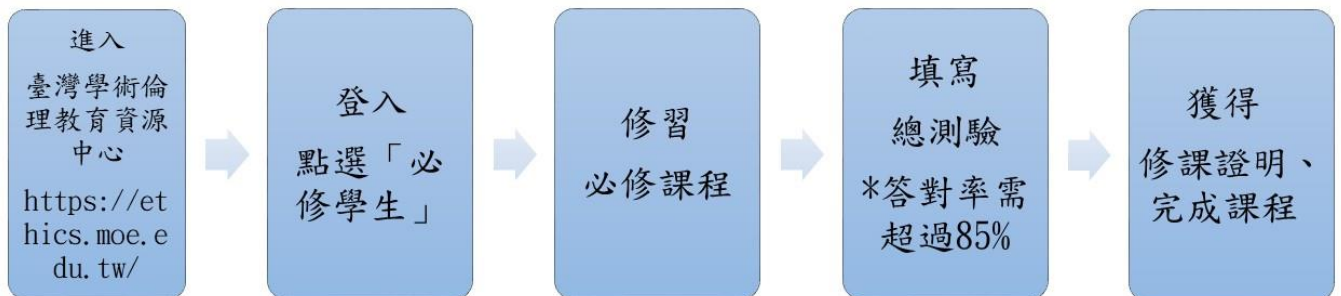 進入
臺灣學術倫
理教育資源
中心
https://et
hics.moe.e
du.tw/
登入
點選「必
修學生」
修習
必修課程
填寫
總測驗
*答對率需
超過85%
獲得
修課證明、
完成課程